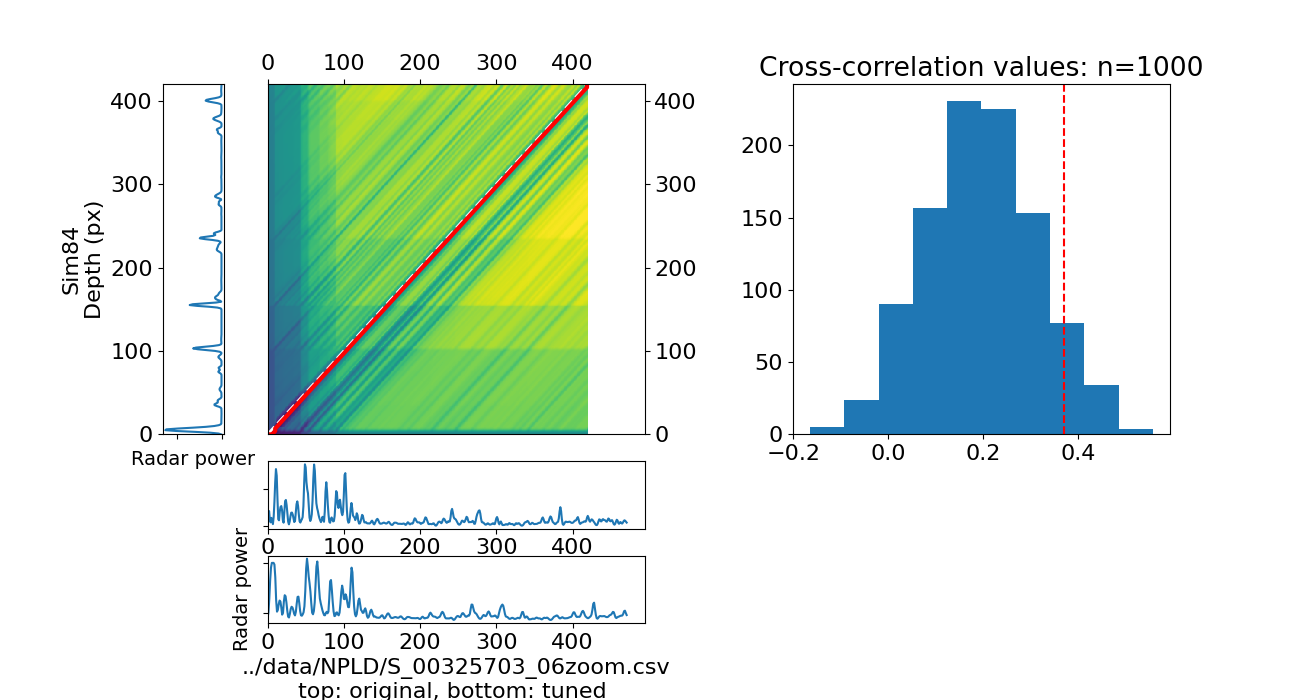 0 100 200 300 400
Cross-correlation values: n=1000
400
300
200
100
0
Sim84
Depth (px)
Radar power
400
300
200
100
0
200
150
100
50
0
−0.2 0.0 0.2 0.4
0 100 200 300 400
Radar power
0 100 200 300 400
../data/NPLD/S_00325703_06zoom.csv
top: original, bottom: tuned